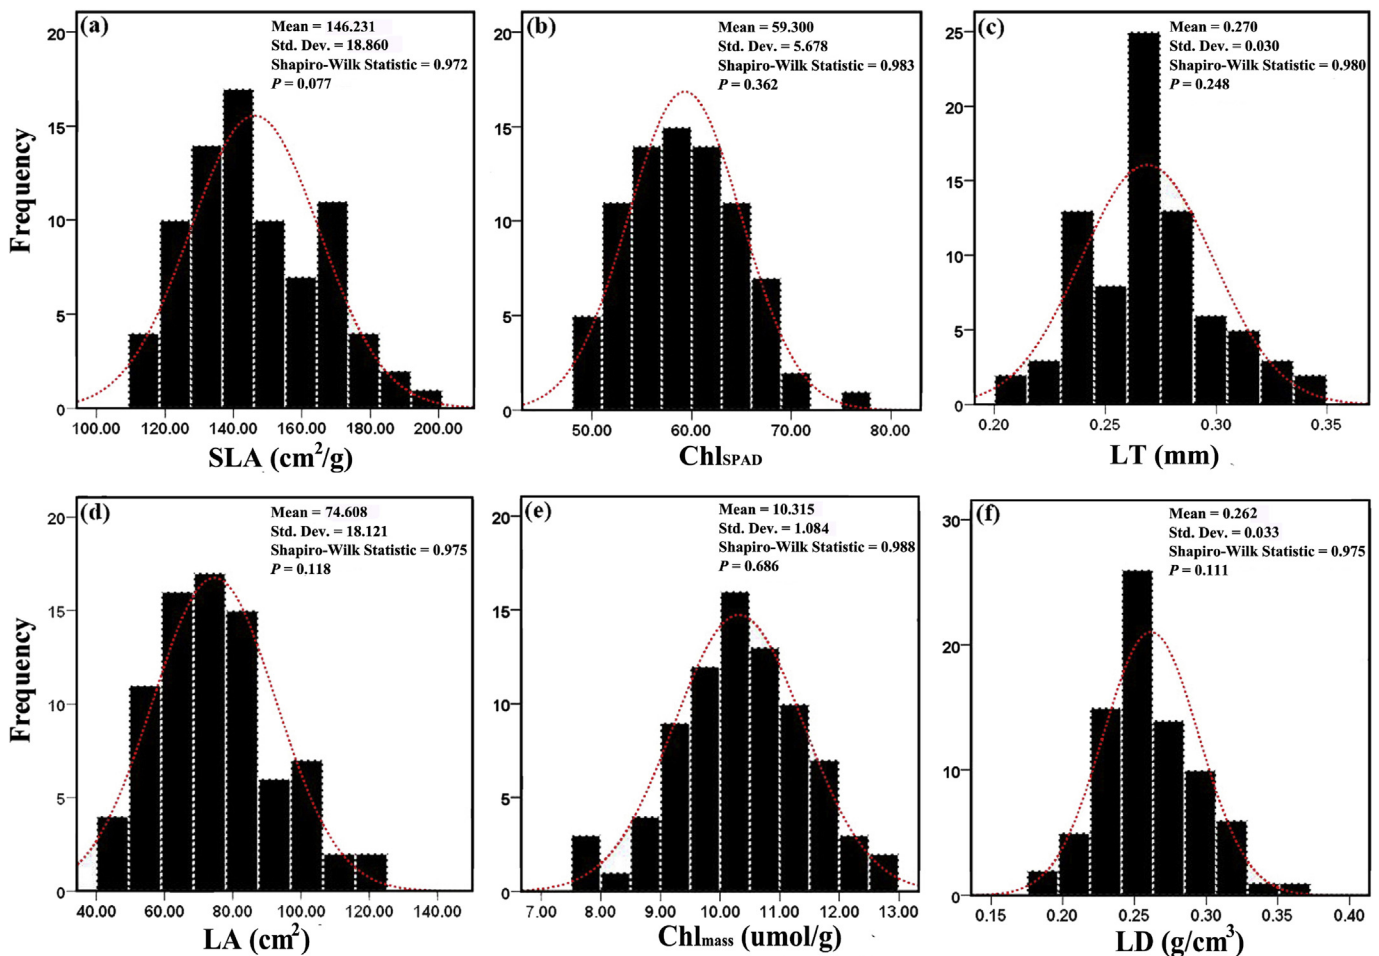 (a)
Mean = 146.231
Std. Dev. = 18.860
Shapiro-Wilk Statistic = 0.972
P = 0.077
20
15
10
5
0
Frequency
100.00 120.00 140.00 160.00 180.00 200.00
SLA (cm²/g)
(b)
Mean = 59.300
Std. Dev. = 5.678
Shapiro-Wilk Statistic = 0.983
P = 0.362
20
15
10
5
0
50.00 60.00 70.00 80.00
ChlSPAD
(c)
Mean = 0.270
Std. Dev. = 0.030
Shapiro-Wilk Statistic = 0.980
P = 0.248
25
20
15
10
5
0
0.20 0.25 0.30 0.35
LT (mm)
(d)
Mean = 74.608
Std. Dev. = 18.121
Shapiro-Wilk Statistic = 0.975
P = 0.118
20
15
10
5
0
Frequency
40.00 60.00 80.00 100.00 120.00 140.00
LA (cm²)
(e)
Mean = 10.315
Std. Dev. = 1.084
Shapiro-Wilk Statistic = 0.988
P = 0.686
20
15
10
5
0
7.00 8.00 9.00 10.00 11.00 12.00 13.00
Chlmass (umol/g)
(f)
Mean = 0.262
Std. Dev. = 0.033
Shapiro-Wilk Statistic = 0.975
P = 0.111
30
20
10
0
0.15 0.20 0.25 0.30 0.35 0.40
LD (g/cm³)